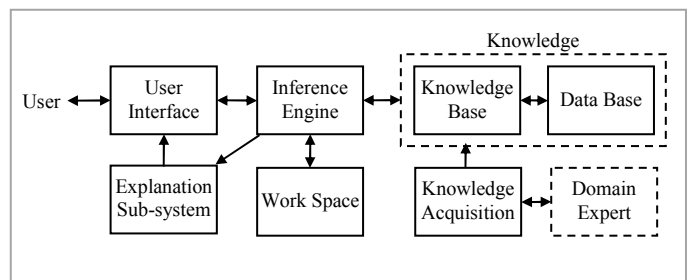 Knowledge
User
User
Interface
Inference
Engine
Knowledge
Base
Data Base
Explanation
Sub-system
Work Space
Knowledge
Acquisition
Domain
Expert